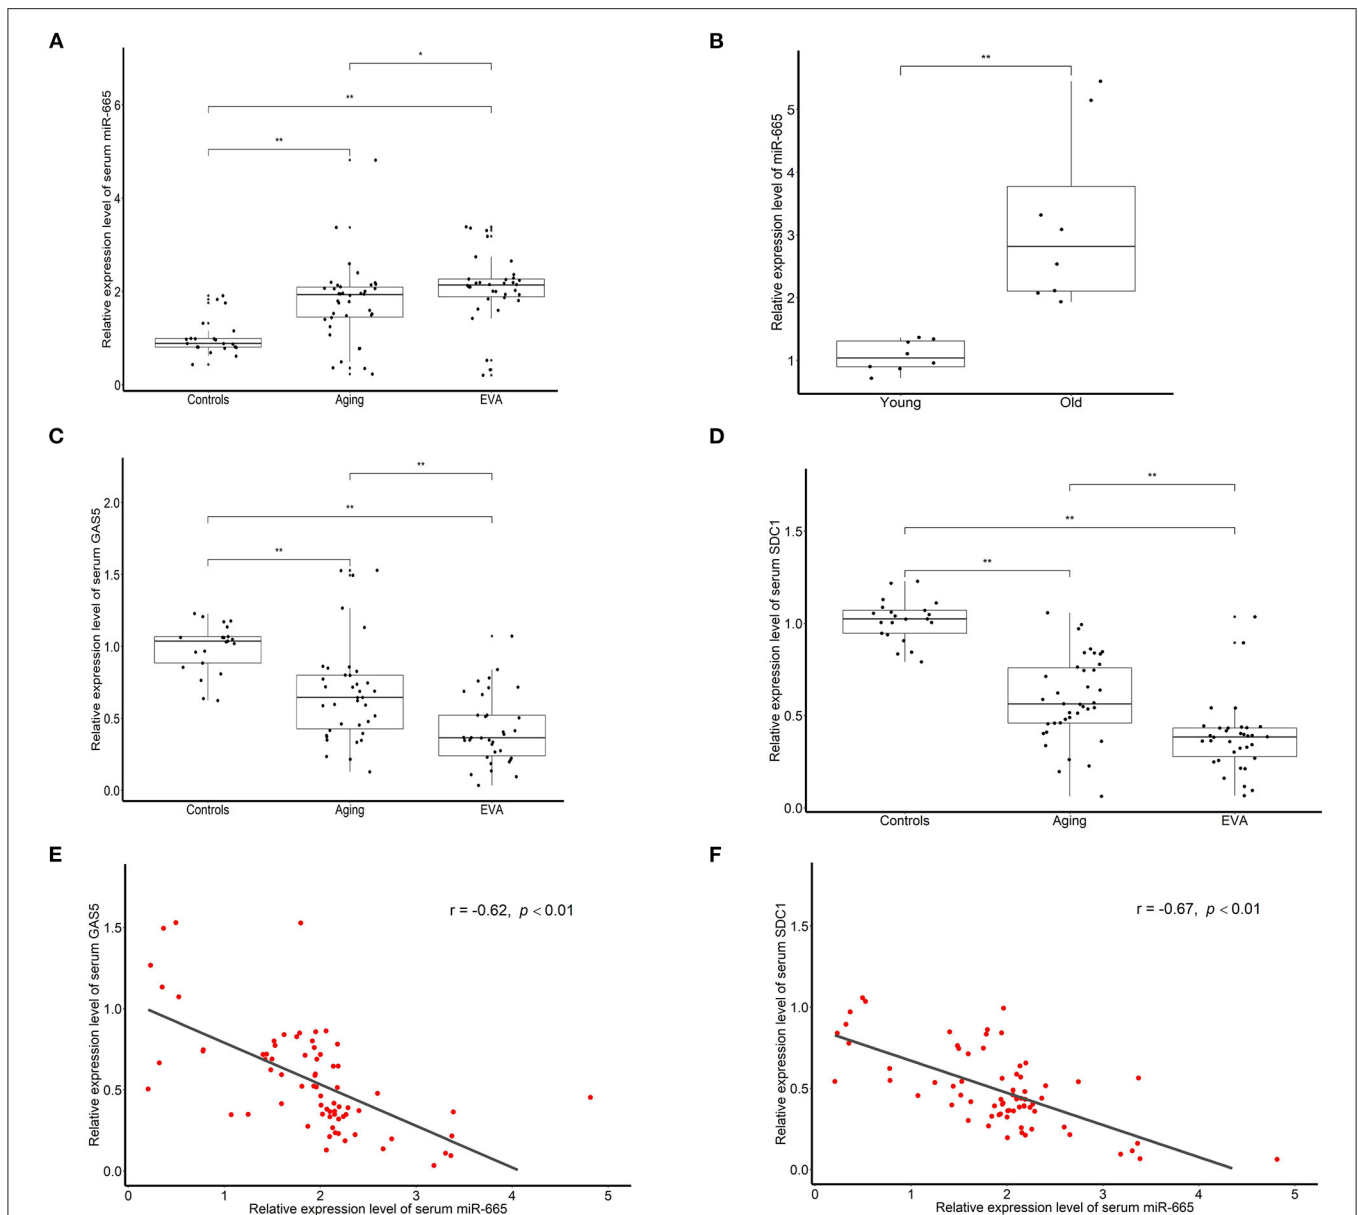 A
Relative expression level of serum miR-665
6
4
2
0
*
**
**
Controls Aging EVA
B
Relative expression level of miR-665
5
4
3
2
1
**
Young Old
C
Relative expression level of serum GAS5
2.0
1.5
1.0
0.5
0.0
**
**
**
Controls Aging EVA
D
Relative expression level of serum SDC1
1.5
1.0
0.5
0.0
**
**
**
Controls Aging EVA
E
Relative expression level of serum GAS5
1.5
1.0
0.5
0.0
r = -0.62, p < 0.01
0 1 2 3 4 5
Relative expression level of serum miR-665
F
Relative expression level of serum SDC1
1.5
1.0
0.5
0.0
r = -0.67, p < 0.01
0 1 2 3 4 5
Relative expression level of serum miR-665